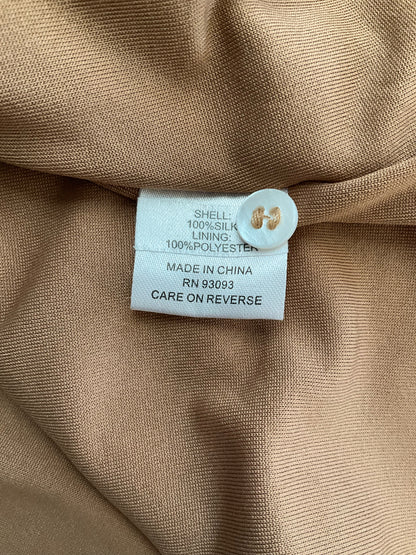 SHELL:
100%SILK
LINING:
100%POLYESTER
MADE IN CHINA
RN 93093
CARE ON REVERSE